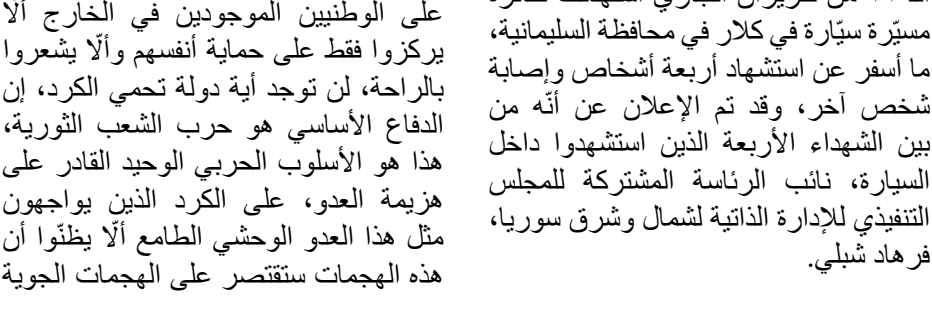 مسيّرة سيّارة في كلار في محافظة السليمانية،
ما أسفر عن استشهاد أربعة أشخاص وإصابة
شخص آخر، وقد تم الإعلان عن أنّه من
بين الشهداء الأربعة الذين استشهدوا داخل
السيارة، نائب الرئاسة المشتركة للمجلس
التنفيذي للإدارة الذاتية لشمال وشرق سوريا،
فرهاد شبلي.
على الوطنيين الموجودين في الخارج ألّا
يركزوا فقط على حماية أنفسهم وألّا يشعروا
بالراحة، لن توجد أية دولة تحمي الكرد، إن
الدفاع الأساسي هو حرب الشعب الثورية،
هذا هو الأسلوب الحربي الوحيد القادر على
هزيمة العدو، على الكرد الذين يواجهون
مثل هذا العدو الوحشي الطامع ألّا يظنّوا أن
هذه الهجمات ستقتصر على الهجمات الجوية